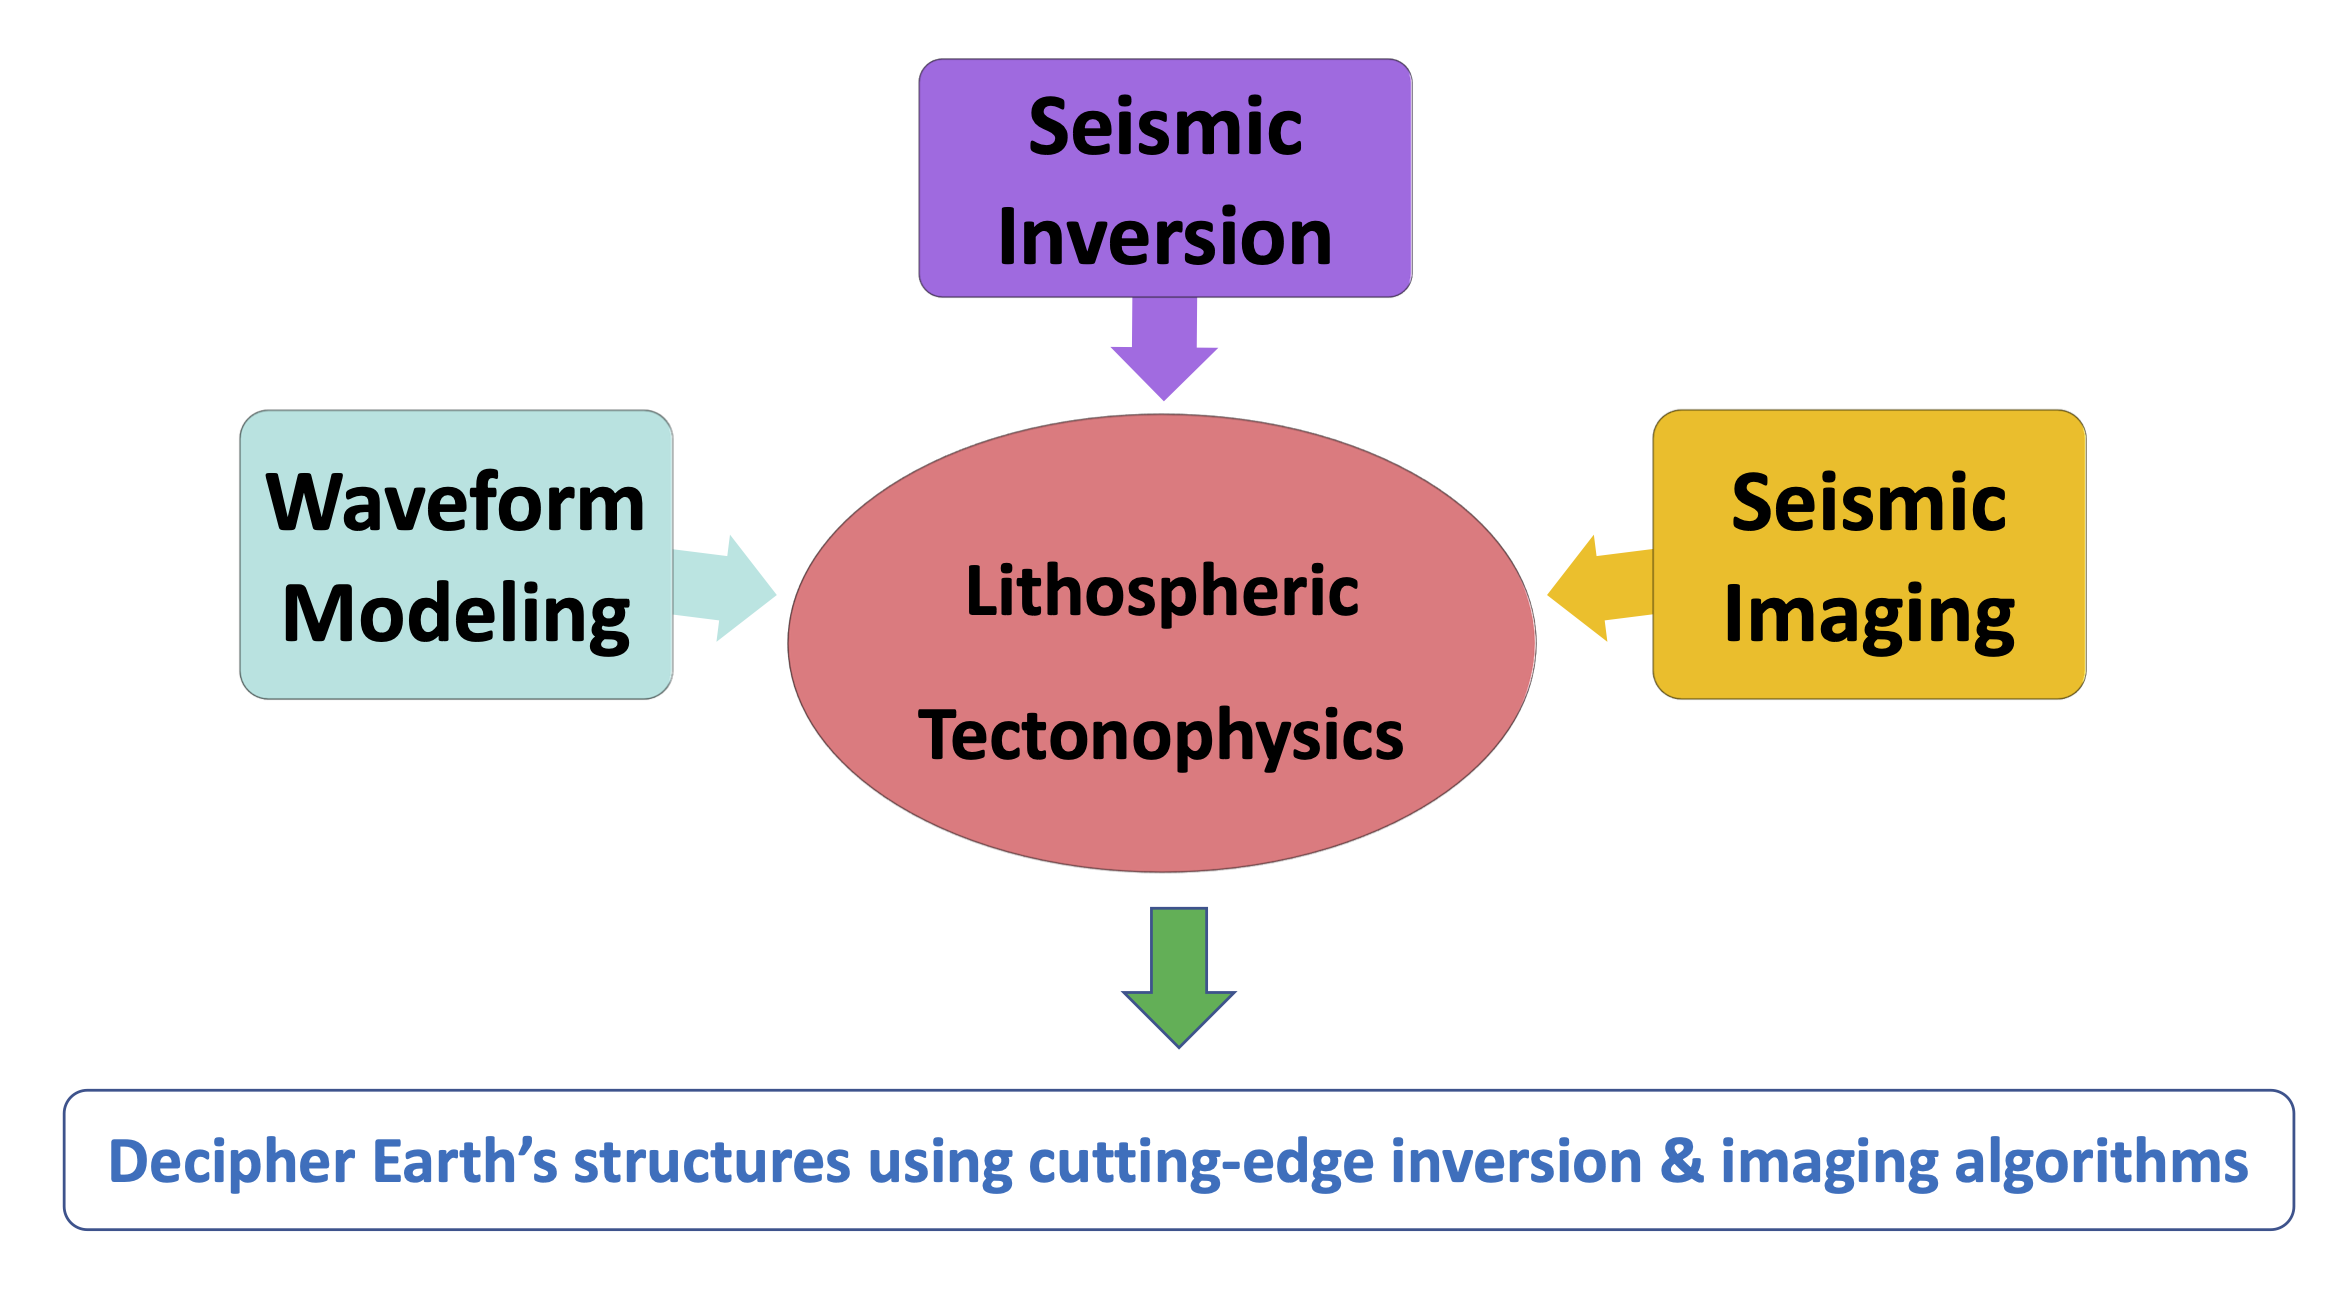 Seismic
Inversion
Waveform
Modeling
Lithospheric
Tectonophysics
Seismic
Imaging
Decipher Earth’s structures using cutting-edge inversion & imaging algorithms